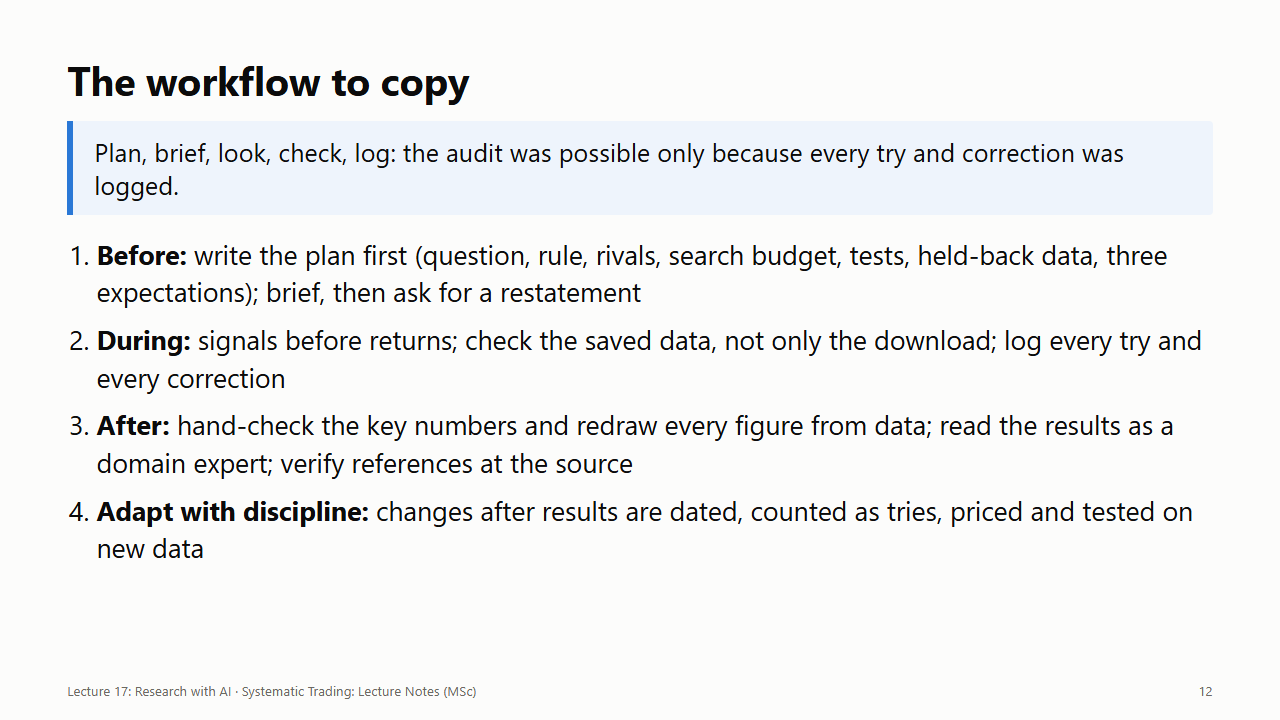 The workflow to copy
Plan, brief, look, check, log: the audit was possible only because every try and correction was
logged.
1. Before: write the plan first (question, rule, rivals, search budget, tests, held-back data, three
expectations); brief, then ask for a restatement
2. During: signals before returns; check the saved data, not only the download; log every try and
every correction
3. After: hand-check the key numbers and redraw every figure from data; read the results as a
domain expert; verify references at the source
4. Adapt with discipline: changes after results are dated, counted as tries, priced and tested on
new data
Lecture 17: Research with AI · Systematic Trading: Lecture Notes (MSc)
12